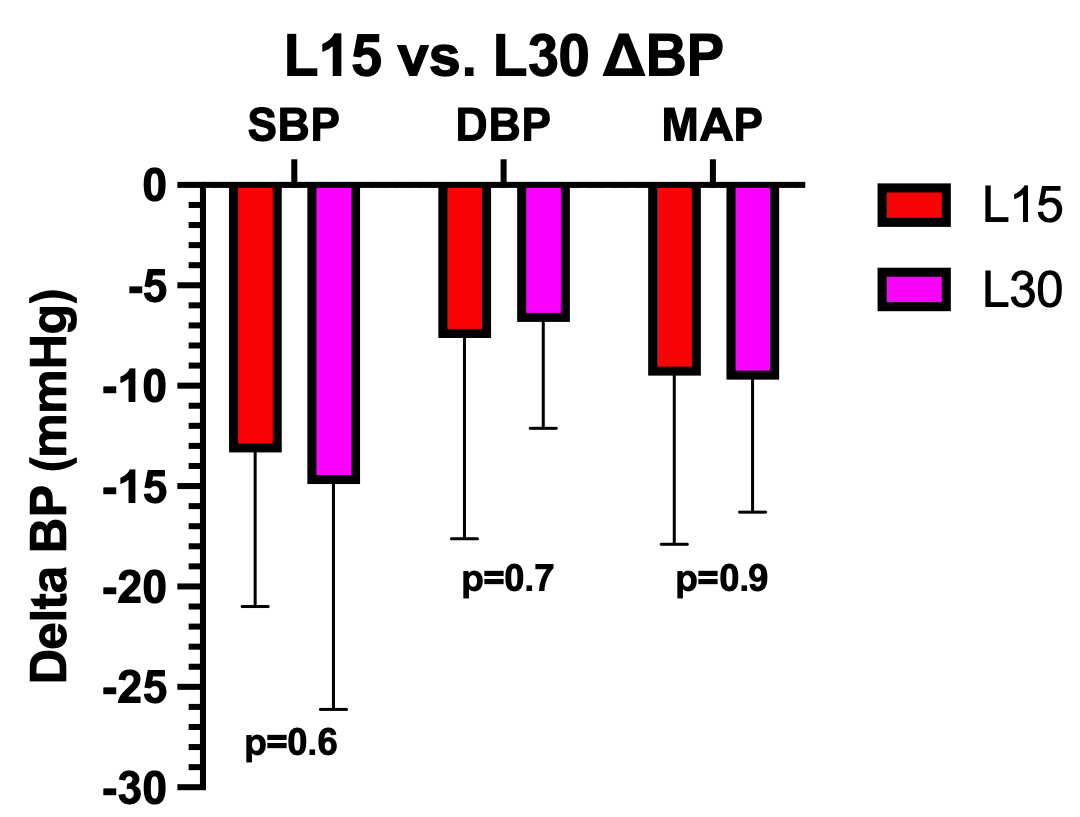 L15 vs. L30 ΔBP
SBP DBP MAP
0
-5
-10
-15
-20
-25
-30
Delta BP (mmHg)
p=0.6
p=0.7
p=0.9
L15
L30